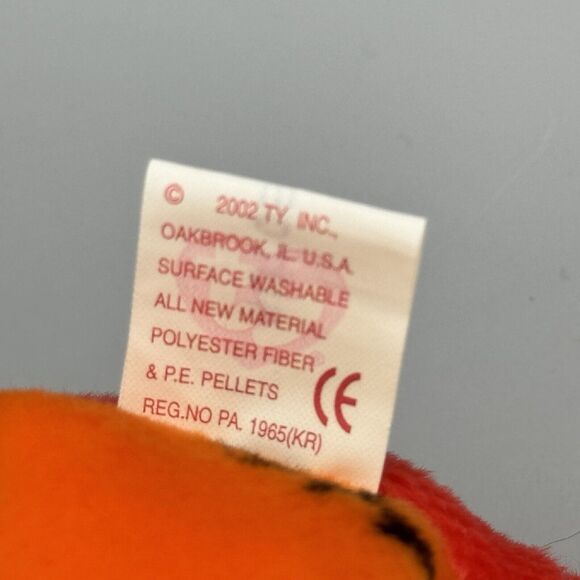 © 2002 TY INC.,
OAKBROOK, IL. U.S.A.
SURFACE WASHABLE
ALL NEW MATERIAL
POLYESTER FIBER
& P.E. PELLETS CE
REG.NO PA. 1965(KR)